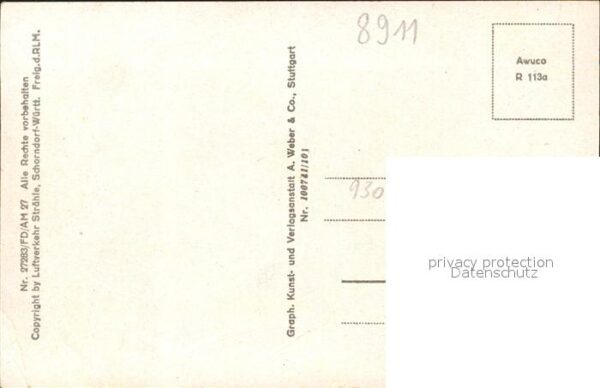 Nr. 27283/FD/AM 27 Alle Rechte vorbehalten
Copyright by Luftverkehr Strähle, Schorndorf-Württ. Freig.d.RLM.
Graph. Kunst- und Verlagsanstalt A. Weber & Co., Stuttgart
Nr. 100741/101
8911
Awuco
R 113a
930
privacy protection
Datenschutz